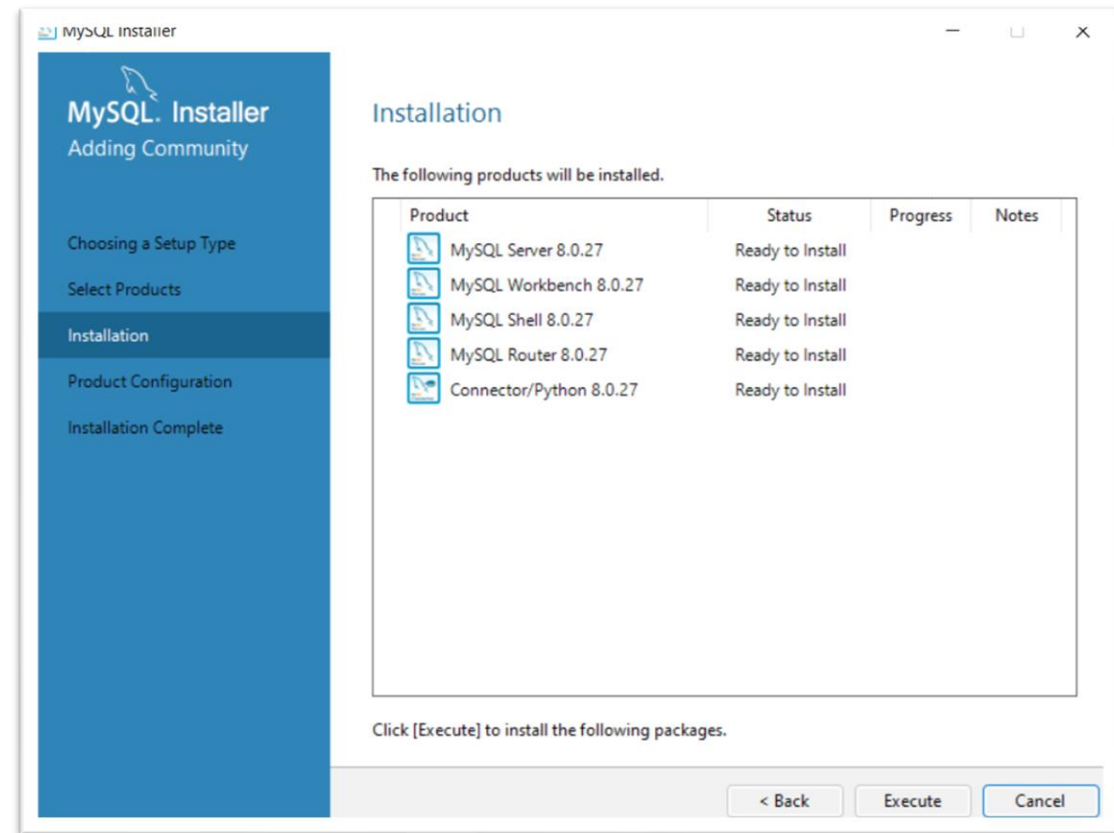 MySQL Installer
MySQL. Installer
Adding Community
Choosing a Setup Type
Select Products
Installation
Product Configuration
Installation Complete
Installation
The following products will be installed.
Product Status Progress Notes
MySQL Server 8.0.27 Ready to Install
MySQL Workbench 8.0.27 Ready to Install
MySQL Shell 8.0.27 Ready to Install
MySQL Router 8.0.27 Ready to Install
Connector/Python 8.0.27 Ready to Install
Click [Execute] to install the following packages.
< Back Execute Cancel